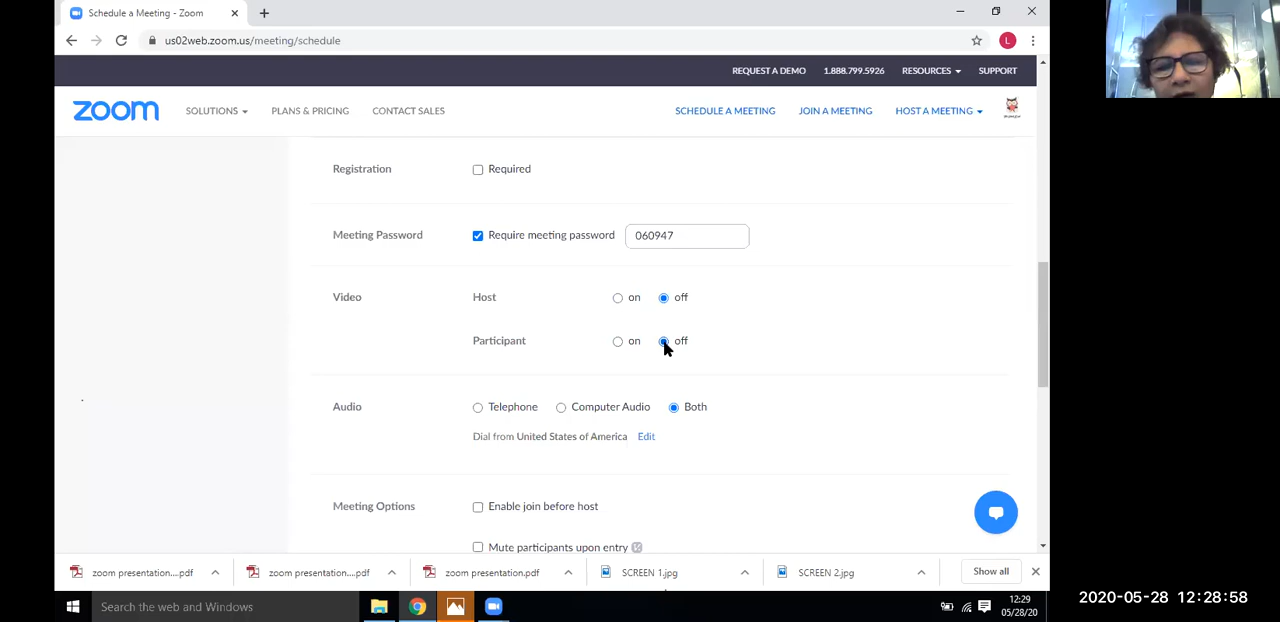 Schedule a Meeting - Zoom
us02web.zoom.us/meeting/schedule
L
REQUEST A DEMO 1.888.799.5926 RESOURCES SUPPORT
zoom SOLUTIONS PLANS & PRICING CONTACT SALES SCHEDULE A MEETING JOIN A MEETING HOST A MEETING
Registration Required
Meeting Password Require meeting password 060947
Video Host on off
Participant on off
Audio Telephone Computer Audio Both
Dial from United States of America Edit
Meeting Options Enable join before host
Mute participants upon entry
zoom presentation....pdf zoom presentation....pdf zoom presentation.pdf SCREEN 1.jpg SCREEN 2.jpg Show all
Search the web and Windows
12:29
05/28/20
2020-05-28 12:28:58